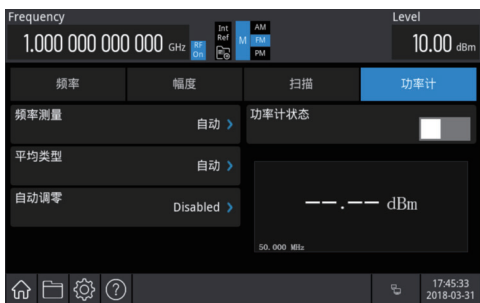 Frequency
Level
1.000 000 000 000 GHz
RF On
Int Ref
M
AM
FM
PM
10.00 dBm
频率
幅度
扫描
功率计
频率测量
自动
功率计状态
平均类型
自动
自动调零
Disabled
--.-- dBm
50.000 MHz
17:45:33
2018-03-31